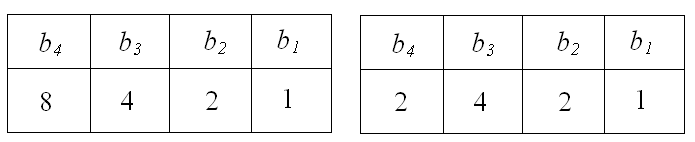 b₄ b₃ b₂ b₁ b₄ b₃ b₂ b₁
8 4 2 1 2 4 2 1